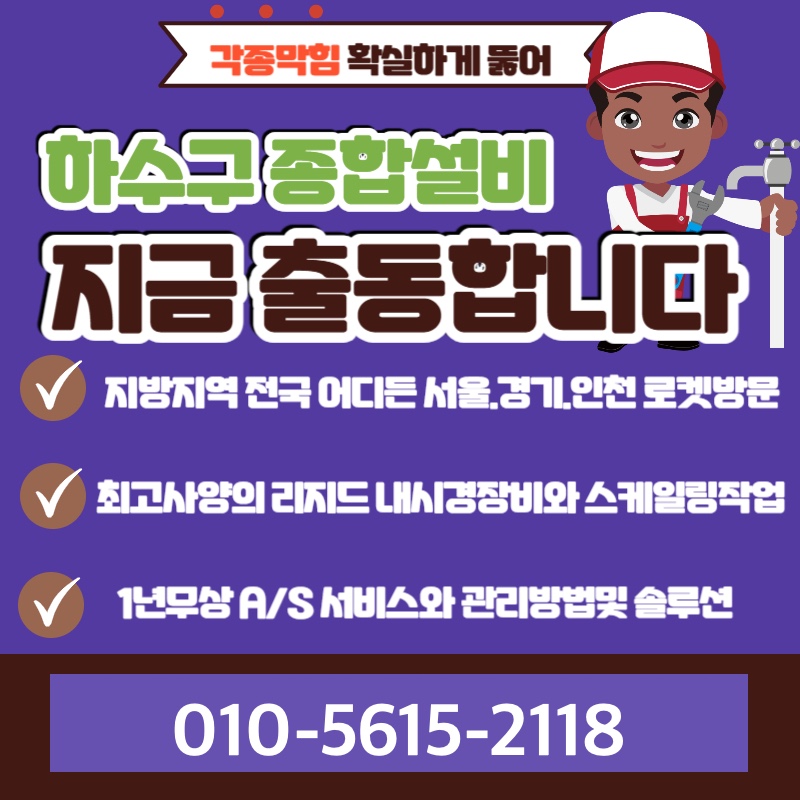 각종막힘 확실하게 뚫어
하수구 종합설비
지금 출동합니다
지방지역 전국 어디든 서울.경기.인천 로켓방문
최고사양의 리지드 내시경장비와 스케일링작업
1년무상 A/S 서비스와 관리방법및 솔루션
010-5615-2118